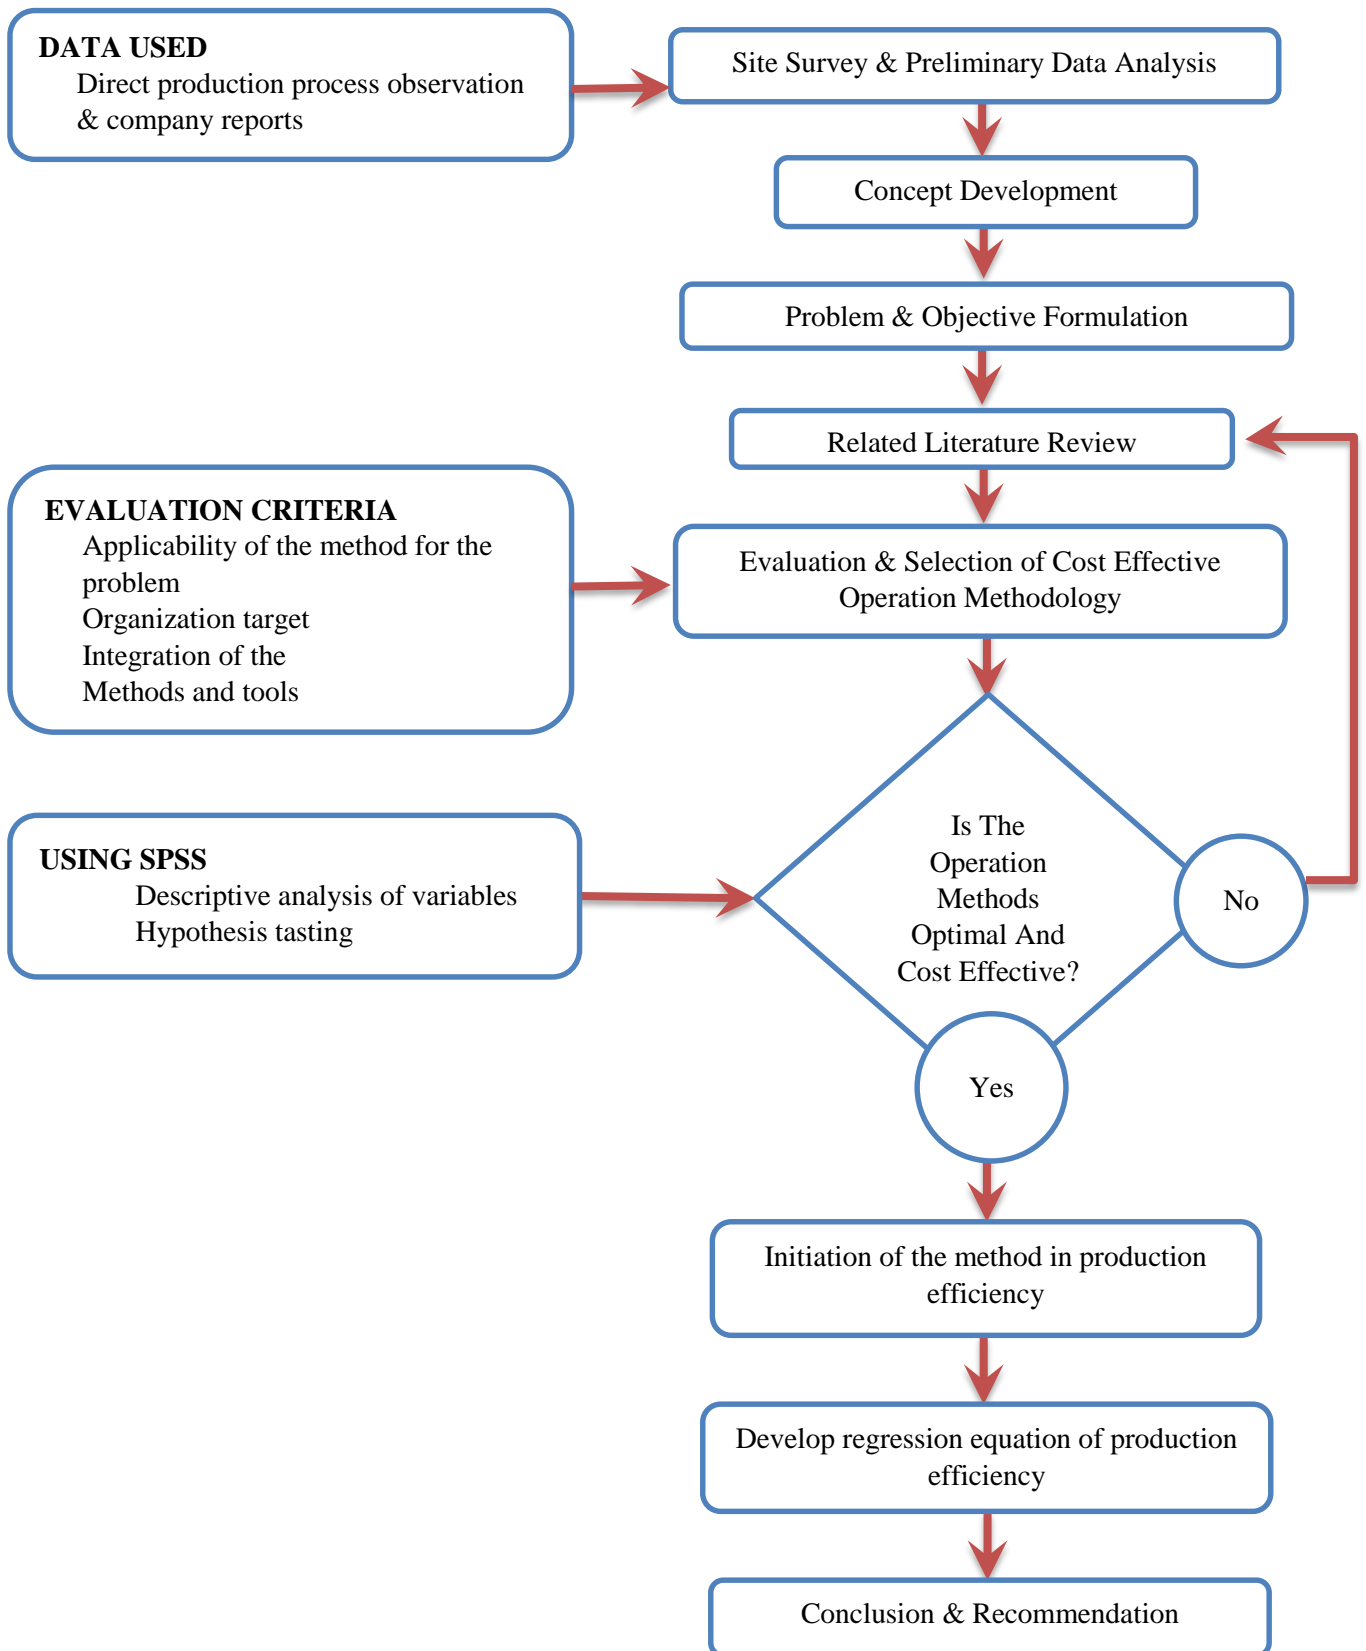 DATA USED
Direct production process observation
& company reports
Site Survey & Preliminary Data Analysis
Concept Development
Problem & Objective Formulation
Related Literature Review
EVALUATION CRITERIA
Applicability of the method for the
problem
Organization target
Integration of the
Methods and tools
Evaluation & Selection of Cost Effective
Operation Methodology
USING SPSS
Descriptive analysis of variables
Hypothesis tasting
Is The
Operation
Methods
Optimal And
Cost Effective?
No
Yes
Initiation of the method in production
efficiency
Develop regression equation of production
efficiency
Conclusion & Recommendation